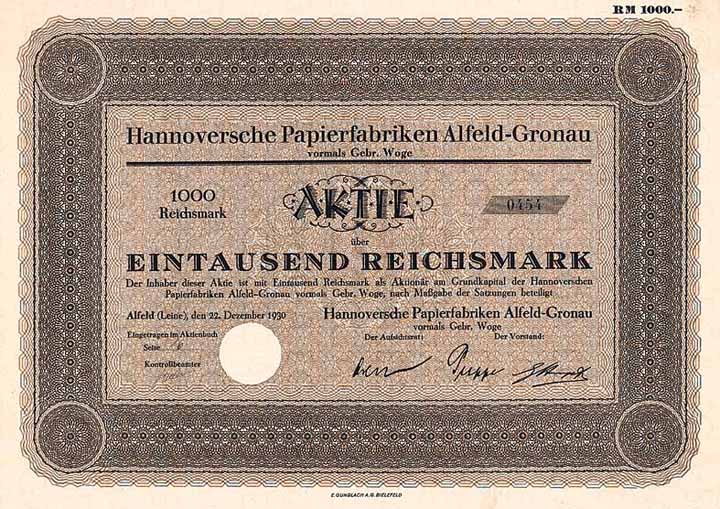 RM 1000.–
Hannoversche Papierfabriken Alfeld-Gronau
vormals Gebr. Woge
1000
Reichsmark
AKTIE
0454
über
EINTAUSEND REICHSMARK
Der Inhaber dieser Aktie ist mit Eintausend Reichsmark als Aktionär am Grundkapital der Hannoverschen
Papierfabriken Alfeld-Gronau vormals Gebr. Woge, nach Maßgabe der Satzungen beteiligt
Alfeld (Leine), den 22. Dezember 1930
Hannoversche Papierfabriken Alfeld-Gronau
vormals Gebr. Woge
Eingetragen im Aktienbuch
Seite
Kontrollbeamter
Der Aufsichtsrat:
Der Vorstand:
E. GUNDLACH A.G. BIELEFELD